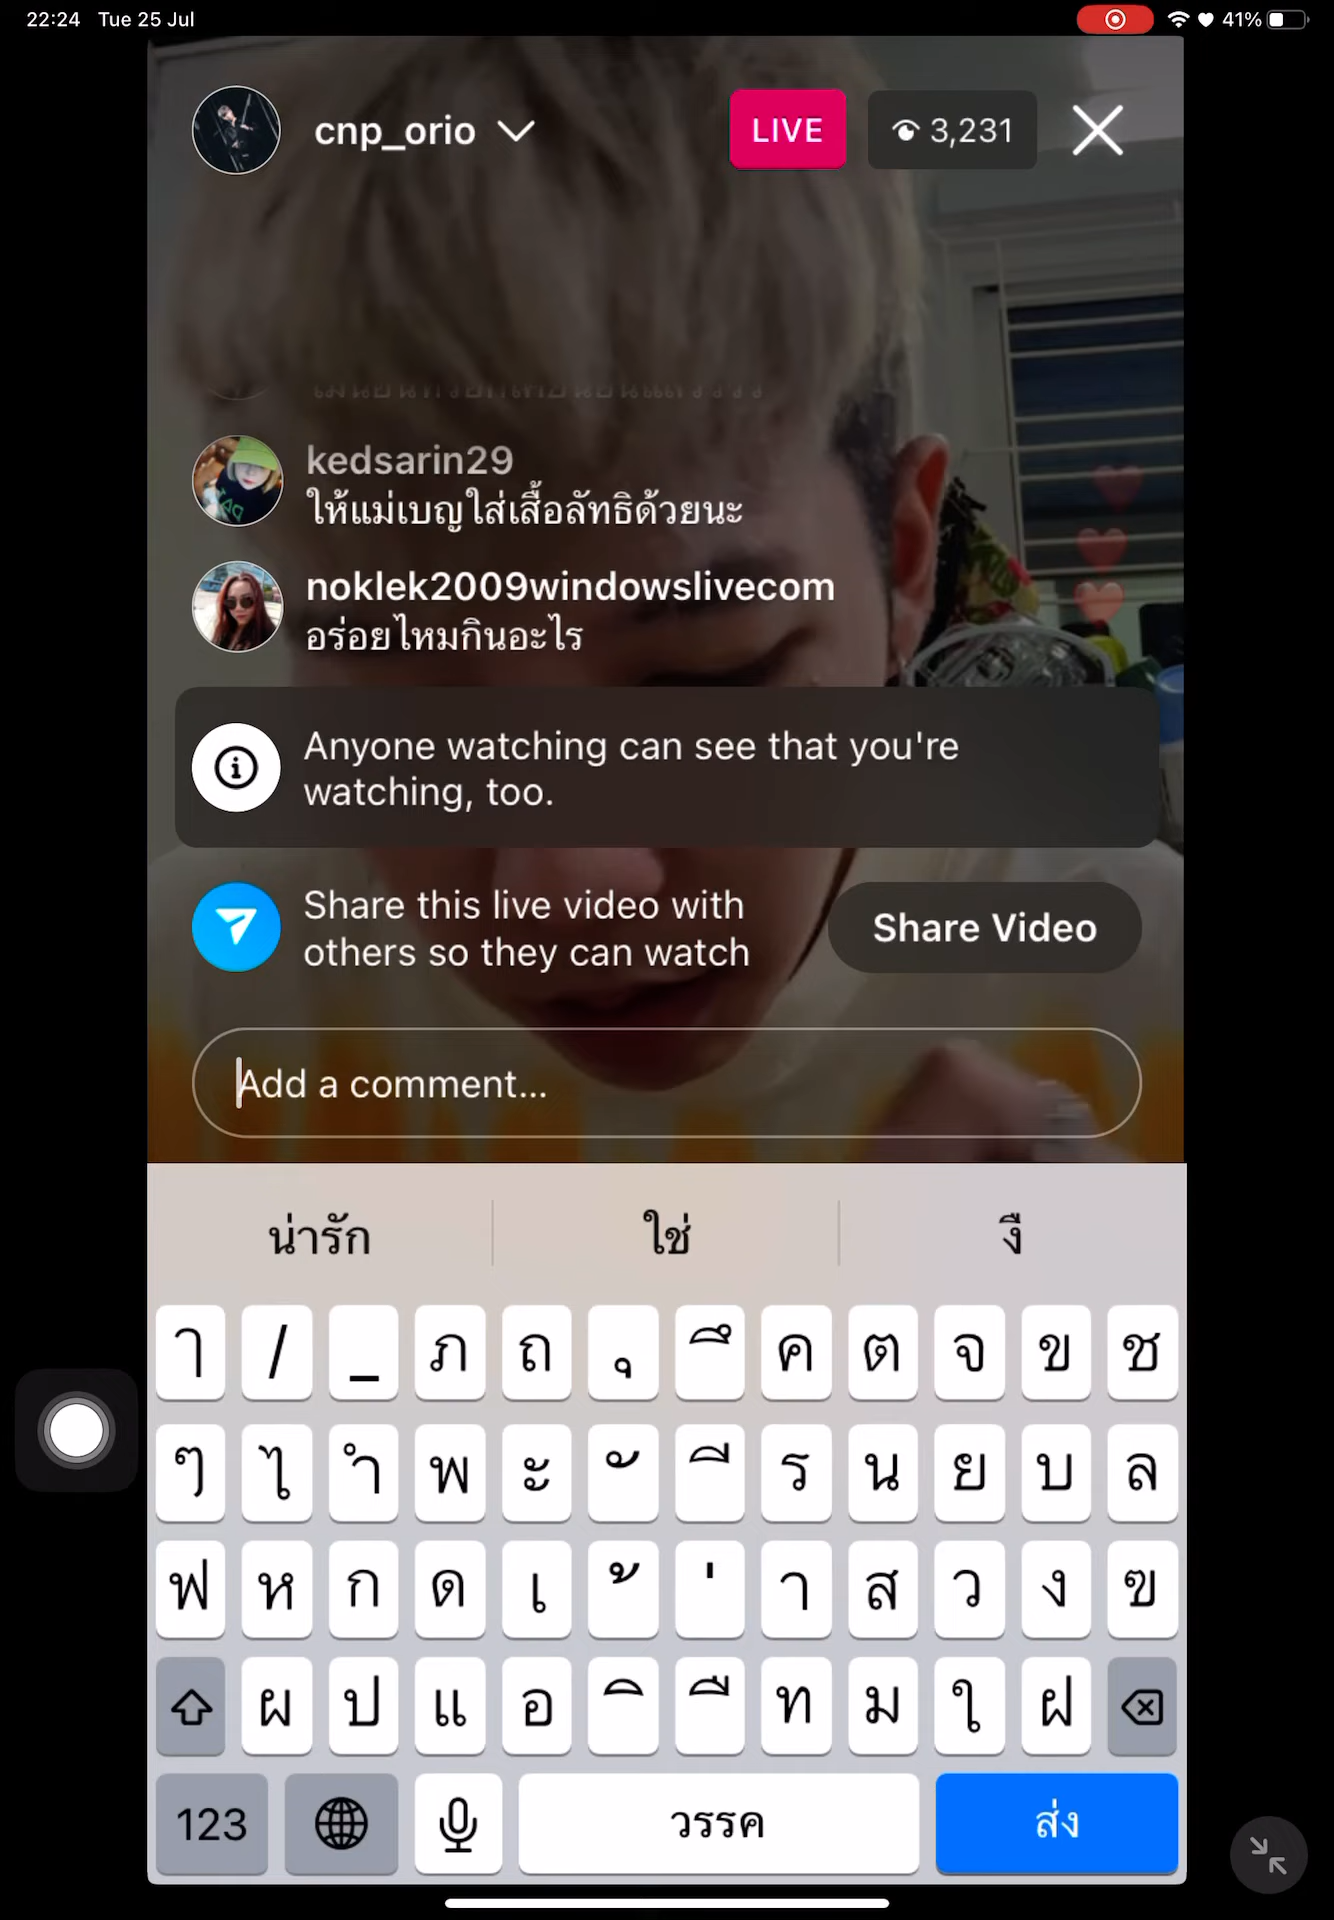 22:24 Tue 25 Jul
41%
cnp_orio
LIVE
3,231
kedsarin29
ให้แม่เบญใส่เสื้อลัทธิด้วยนะ
noklek2009windowslivecom
อร่อยไหมกินอะไร
Anyone watching can see that you're
watching, too.
Share this live video with
others so they can watch
Share Video
Add a comment...
น่ารัก ใช่ งื
ๅ / _ ภ ถ ุ ึ ค ต จ ข ช
ๆ ไ ำ พ ะ ั ี ร น ย บ ล
ฟ ห ก ด เ ้ ่ า ส ว ง ฃ
ผ ป แ อ ิ ื ท ม ใ ฝ
123 วรรค ส่ง